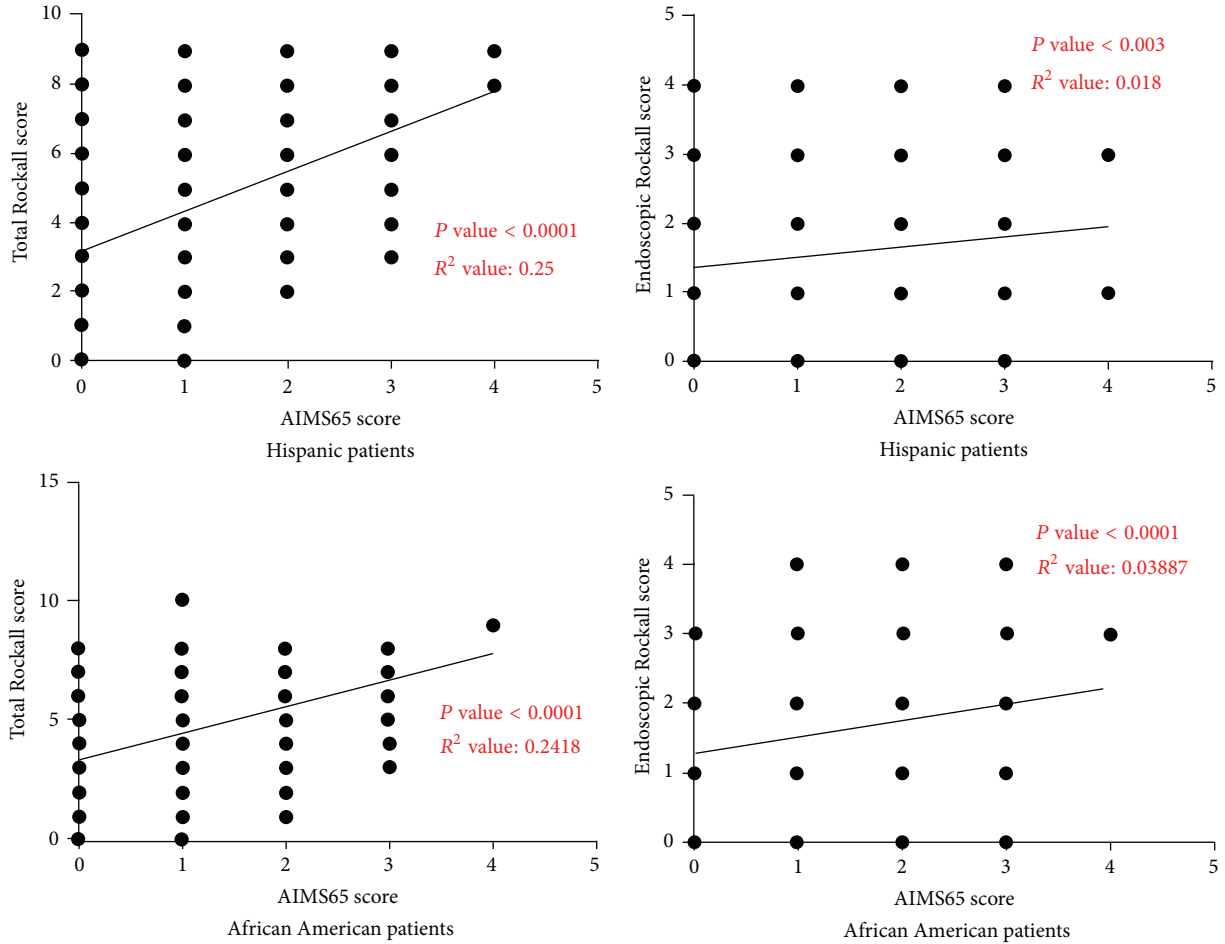 10
8
6
4
2
0
Total Rockall score
P value < 0.0001
R² value: 0.25
0 1 2 3 4 5
AIMS65 score
Hispanic patients
5
4
3
2
1
0
Endoscopic Rockall score
P value < 0.003
R² value: 0.018
0 1 2 3 4 5
AIMS65 score
Hispanic patients
15
10
5
0
Total Rockall score
P value < 0.0001
R² value: 0.2418
0 1 2 3 4 5
AIMS65 score
African American patients
5
4
3
2
1
0
Endoscopic Rockall score
P value < 0.0001
R² value: 0.03887
0 1 2 3 4 5
AIMS65 score
African American patients